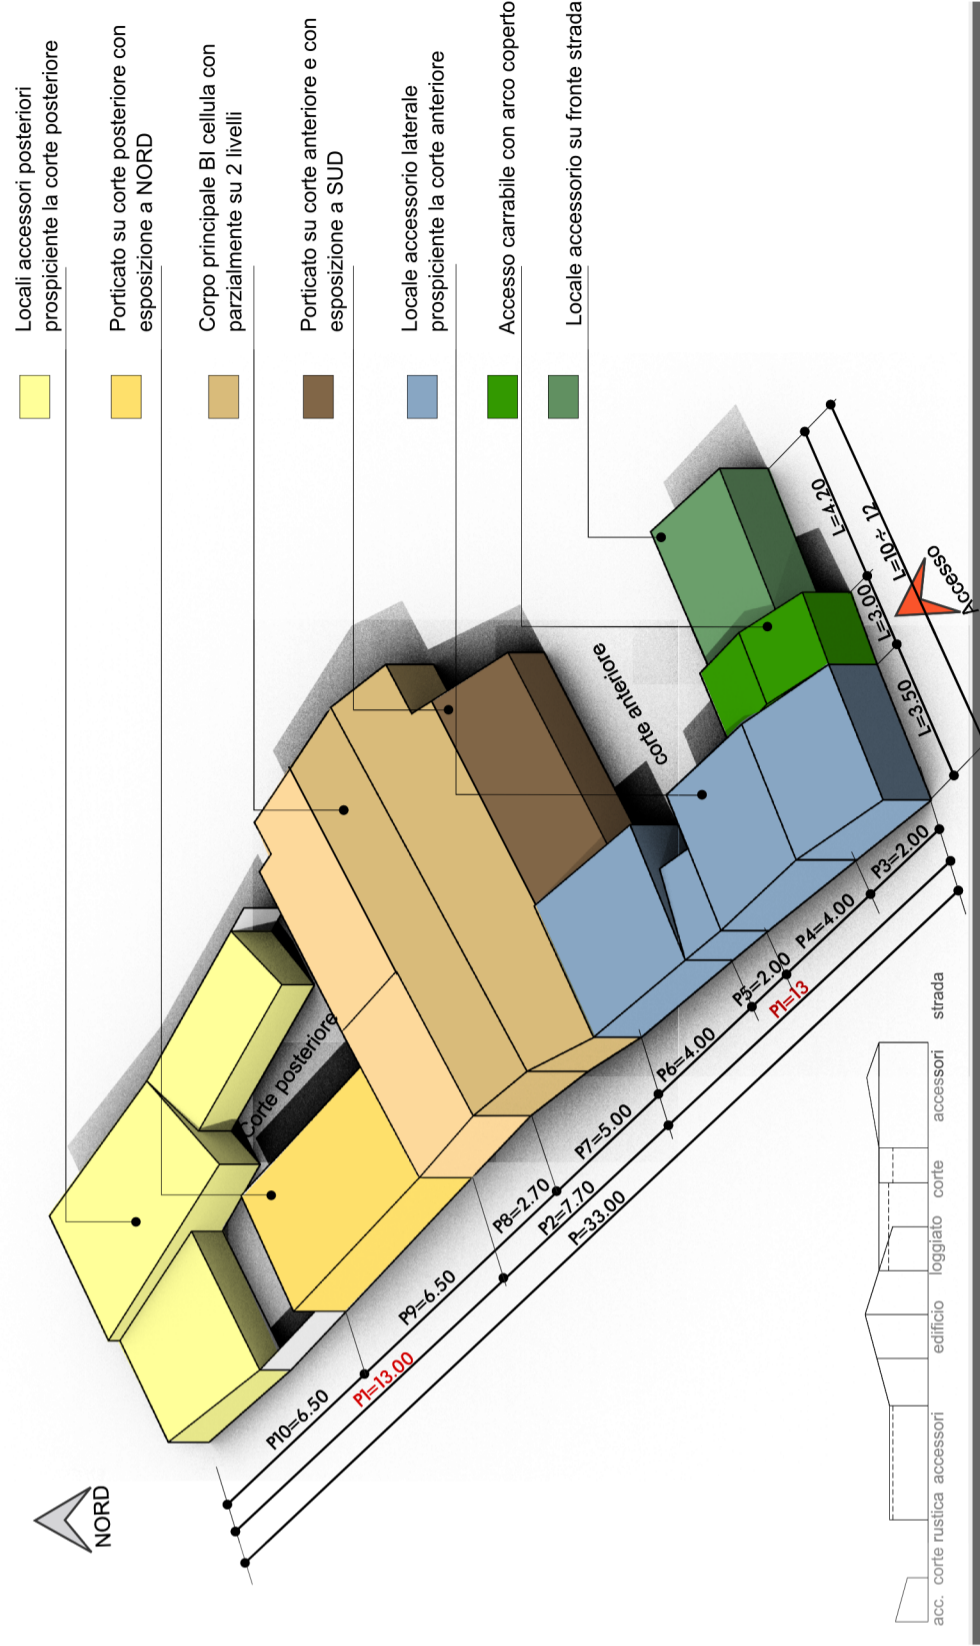 Locali accessori posteriori
prospiciente la corte posteriore
Porticato su corte posteriore con
esposizione a NORD
Corpo principale BI cellula con
parzialmente su 2 livelli
Porticato su corte anteriore e con
esposizione a SUD
Locale accessorio laterale
prospiciente la corte anteriore
Accesso carrabile con arco coperto
Locale accessorio su fronte strada
NORD
Corte posteriore
corte anteriore
Accesso
L=4.20
L=10÷ 12
L=3.00
L=3.50
P3=2.00
P4=4.00
P5=2.00
P1=13
P6=4.00
P7=5.00
P8=2.70
P2=7.70
P=33.00
P9=6.50
P1=13.00
P10=6.50
acc. corte rustica accessori edificio loggiato corte accessori strada